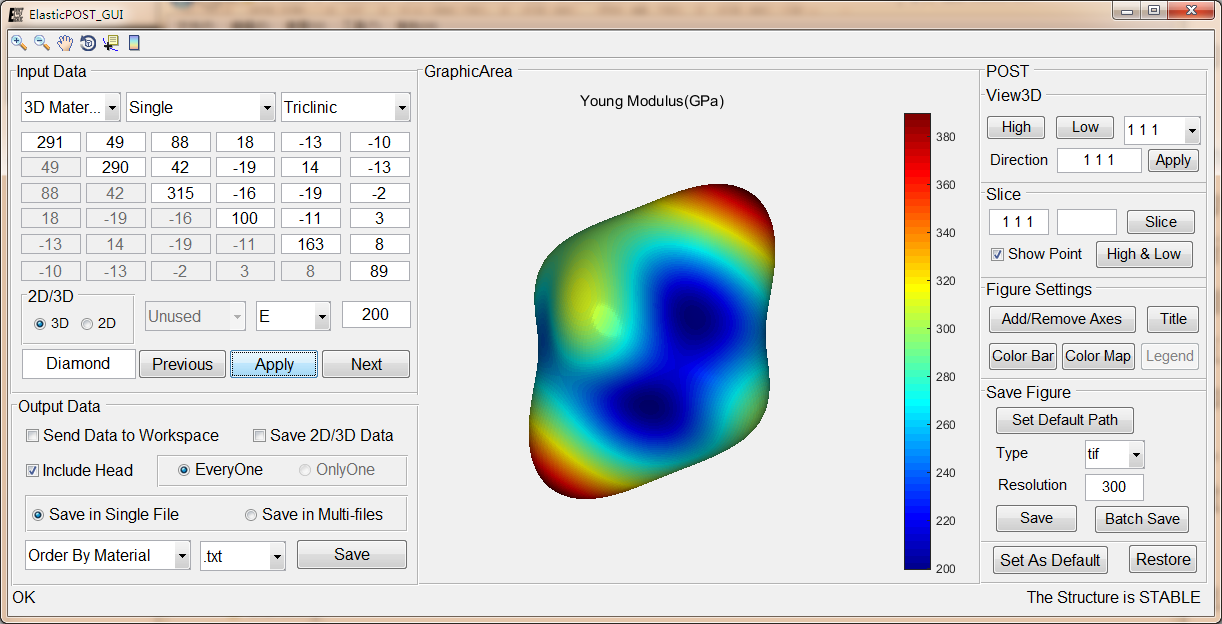 ElasticPOST_GUI
Input Data
3D Mater... Single Triclinic
291 49 88 18 -13 -10
49 290 42 -19 14 -13
88 42 315 -16 -19 -2
18 -19 -16 100 -11 3
-13 14 -19 -11 163 8
-10 -13 -2 3 8 89
2D/3D
3D 2D Unused E 200
Diamond Previous Apply Next
Output Data
Send Data to Workspace Save 2D/3D Data
Include Head EveryOne OnlyOne
Save in Single File Save in Multi-files
Order By Material .txt Save
OK
GraphicArea
Young Modulus(GPa)
380
360
340
320
300
280
260
240
220
200
POST
View3D
High Low 1 1 1
Direction 1 1 1 Apply
Slice
1 1 1 Slice
Show Point High & Low
Figure Settings
Add/Remove Axes Title
Color Bar Color Map Legend
Save Figure
Set Default Path
Type tif
Resolution 300
Save Batch Save
Set As Default Restore
The Structure is STABLE